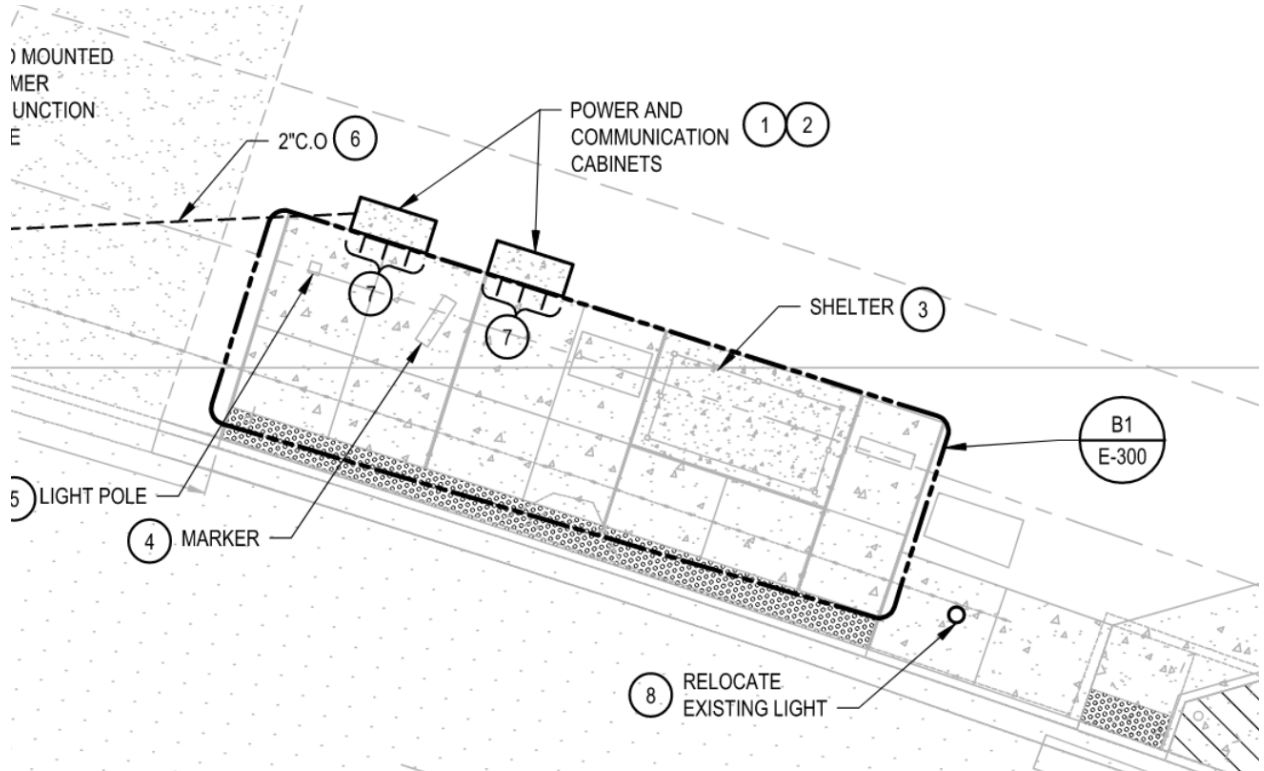 MOUNTED
MER
UNCTION
E
2"C.O 6
POWER AND
COMMUNICATION
CABINETS
1 2
7
7
SHELTER 3
B1
E-300
5 LIGHT POLE
4 MARKER
8 RELOCATE
EXISTING LIGHT